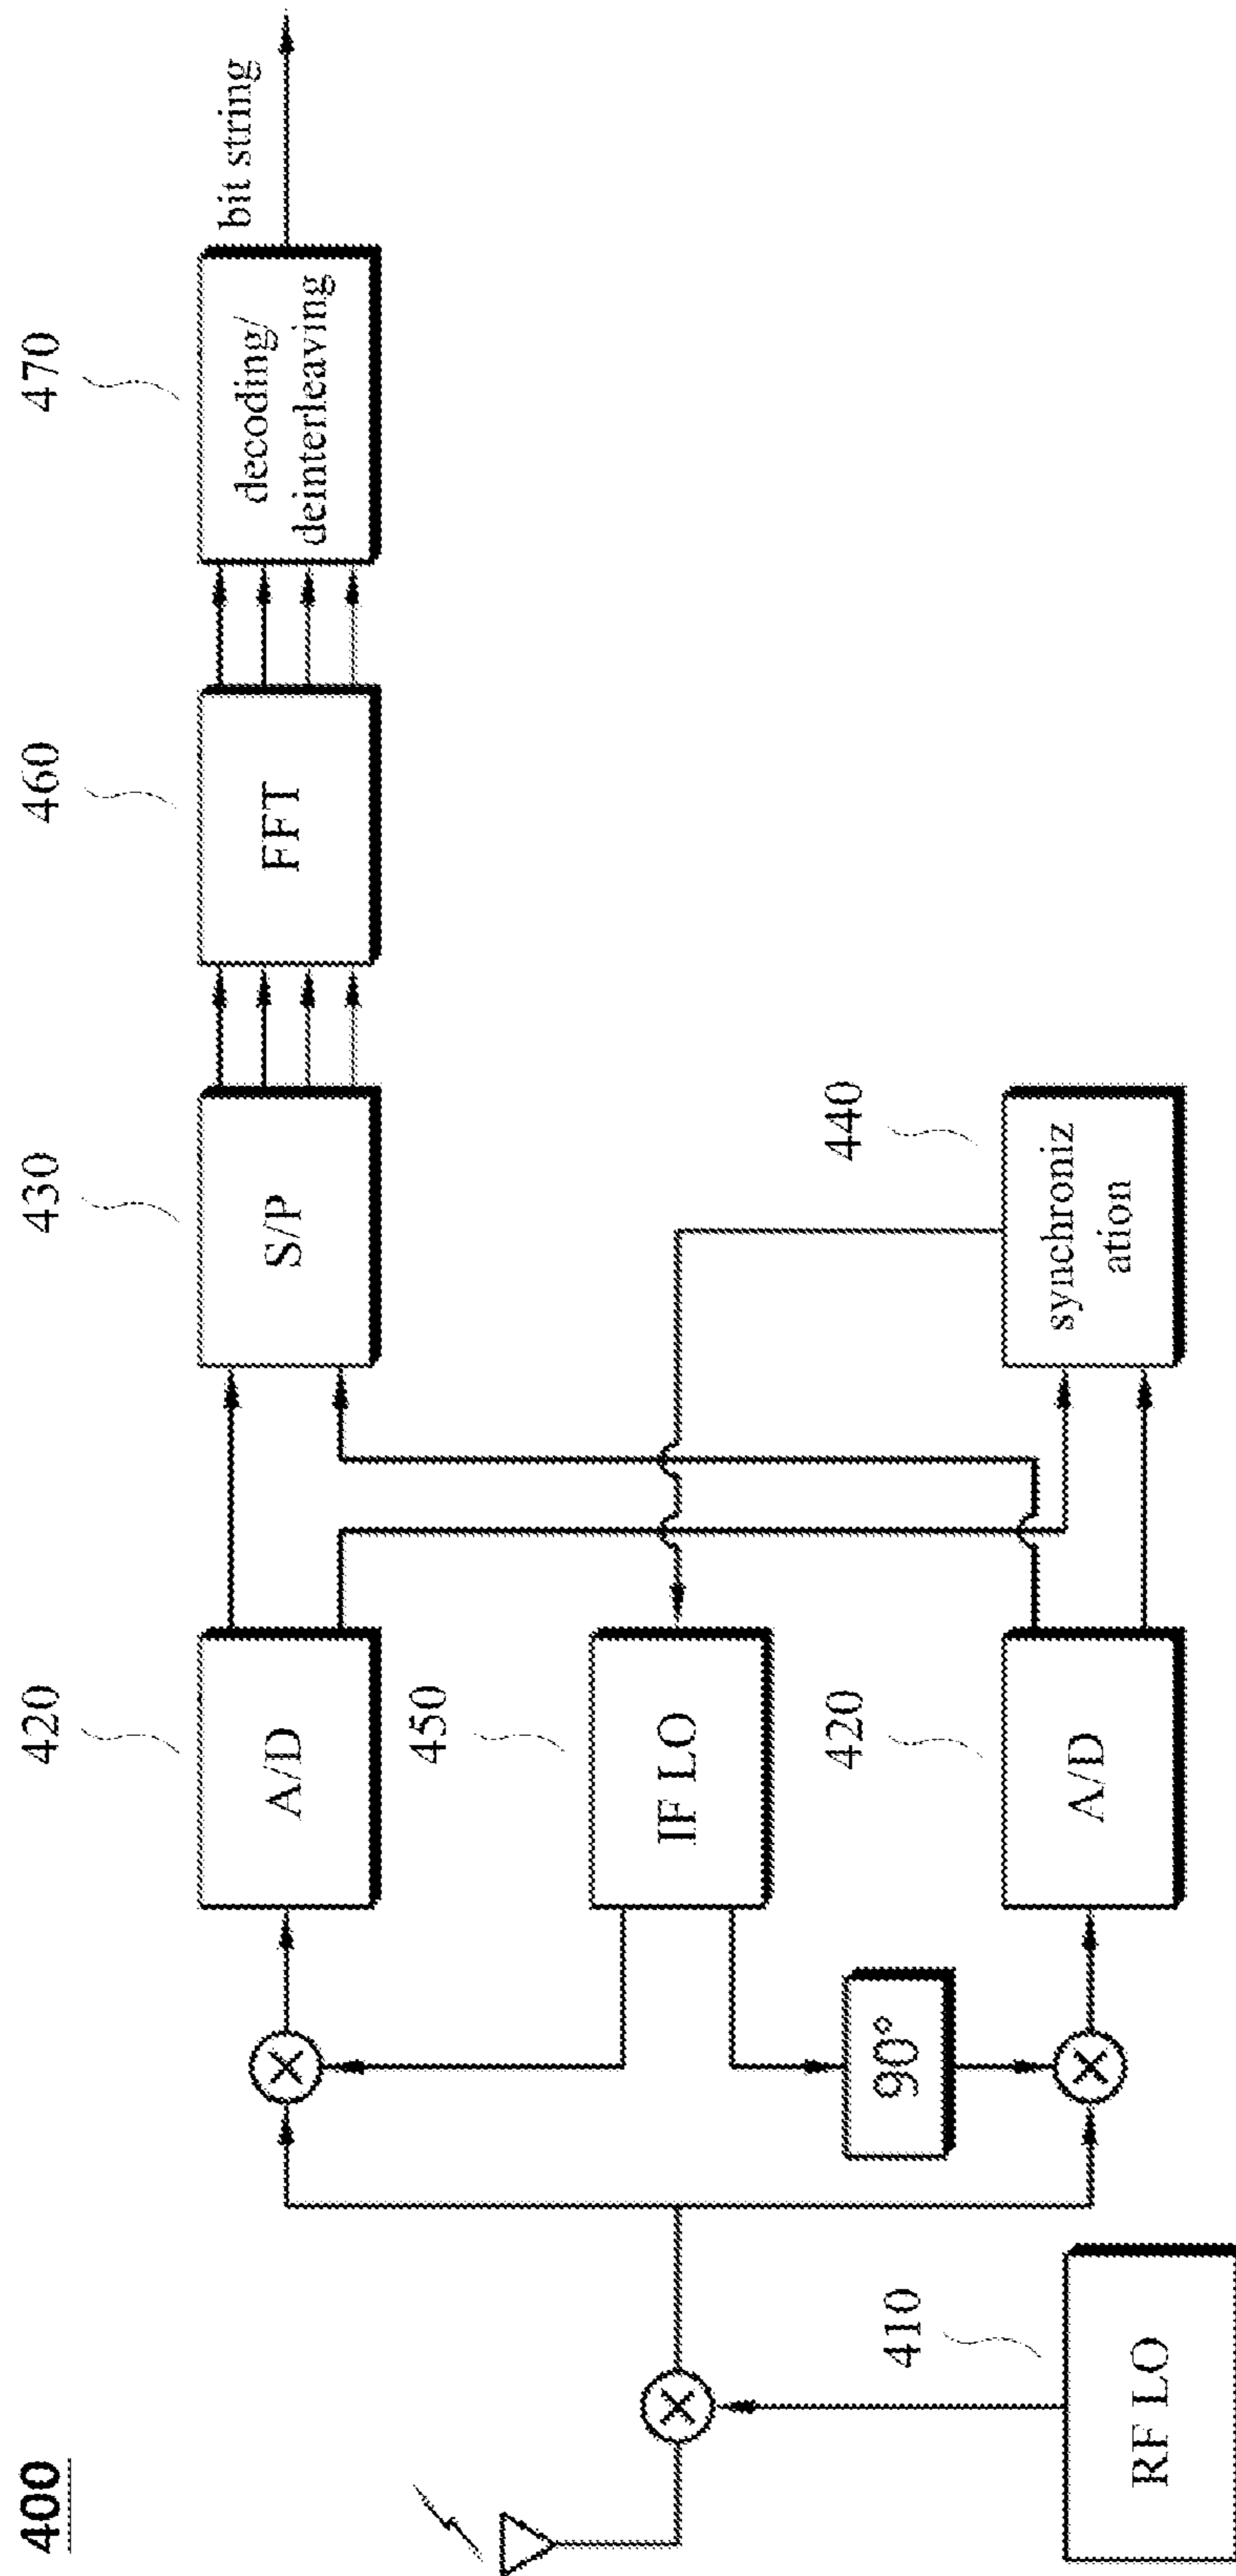 400
420
430
460
470
A/D
S/P
FFT
decoding/
deinterleaving
bit string
450
IF LO
90°
410
RF LO
420
A/D
440
synchroniz
ation